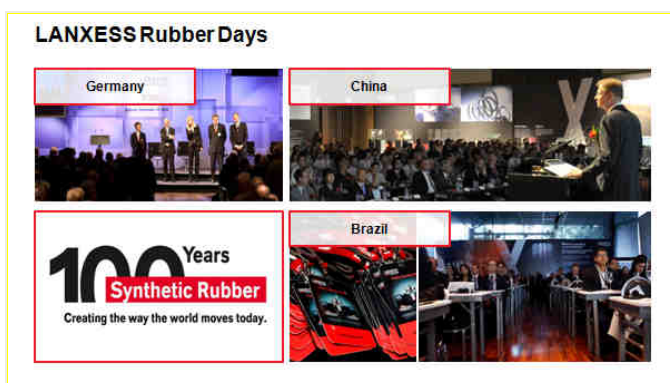 LANXESS Rubber Days
Germany
China
100 Years
Synthetic Rubber
Creating the way the world moves today.
Brazil